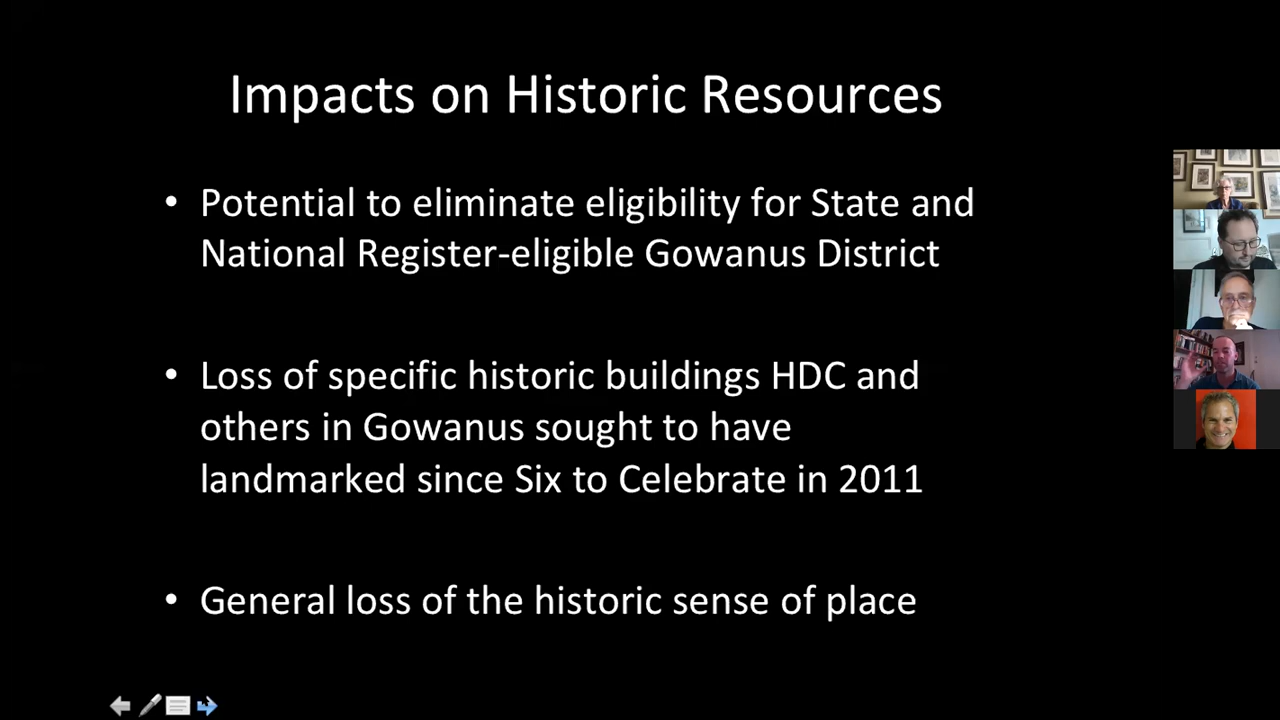 Impacts on Historic Resources
• Potential to eliminate eligibility for State and
National Register-eligible Gowanus District
• Loss of specific historic buildings HDC and
others in Gowanus sought to have
landmarked since Six to Celebrate in 2011
• General loss of the historic sense of place